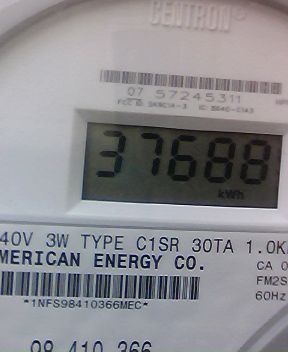 CENTRON®
07 57245311
37688
kWh
40V 3W TYPE C1SR 30TA 1.0K
MERICAN ENERGY CO.
CA 0
FM2S
60Hz
*1NFS98410366MEC*
98 410 366